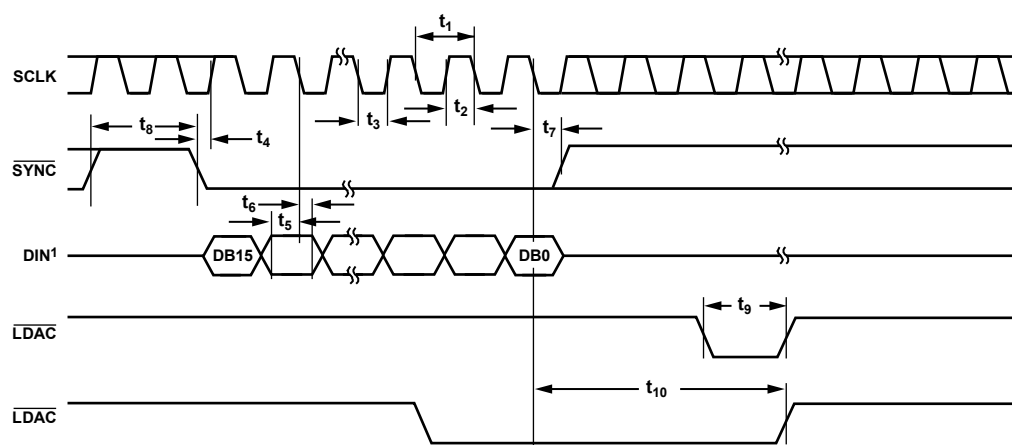 t1
SCLK
t2
t3
t8
t4
t7
SYNC
t6
t5
DIN1
DB15
DB0
t9
LDAC
t10
LDAC